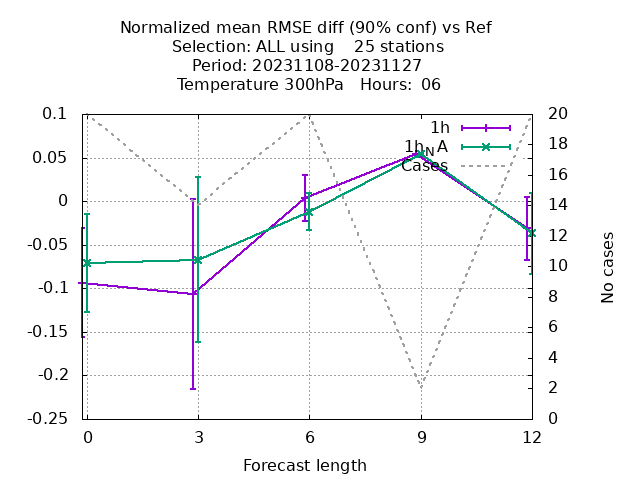 Normalized mean RMSE diff (90% conf) vs Ref
Selection: ALL using    25 stations
Period: 20231108-20231127
Temperature 300hPa   Hours:  06
0.1
0.05
0
-0.05
-0.1
-0.15
-0.2
-0.25
1h
1hNA
Cases
20
18
16
14
12
10
8
6
4
2
0
No cases
0 3 6 9 12
Forecast length